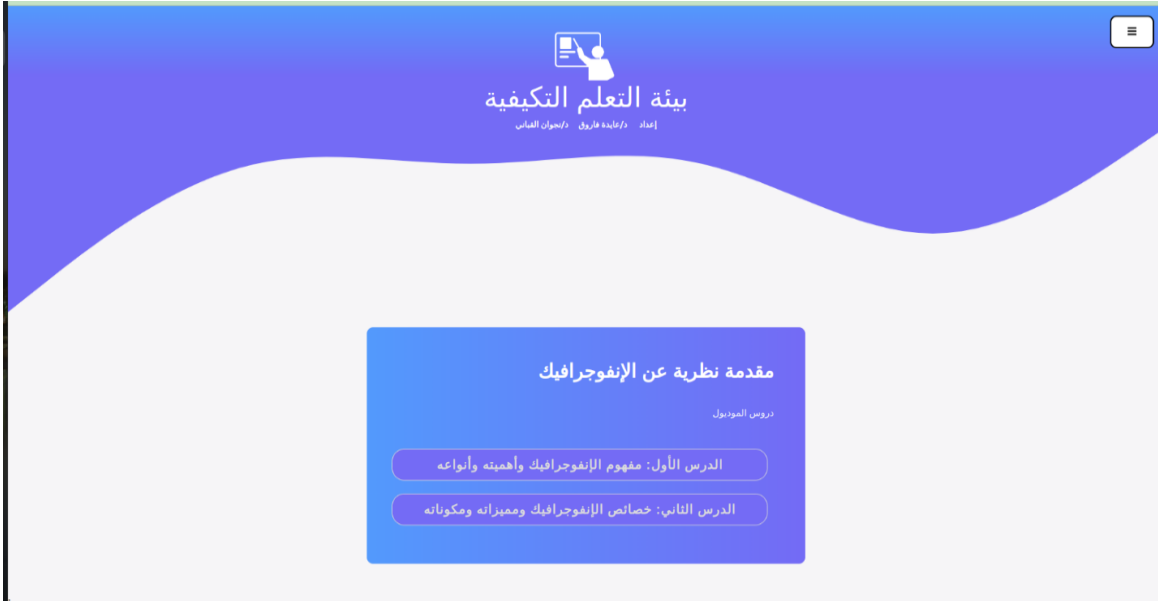 بيئة التعلم التكيفية
إعداد د/عايدة فاروق د/نجوان القباني
مقدمة نظرية عن الإنفوجرافيك
دروس الموديول
الدرس الأول: مفهوم الإنفوجرافيك وأهميته وأنواعه
الدرس الثاني: خصائص الإنفوجرافيك ومميزاته ومكوناته